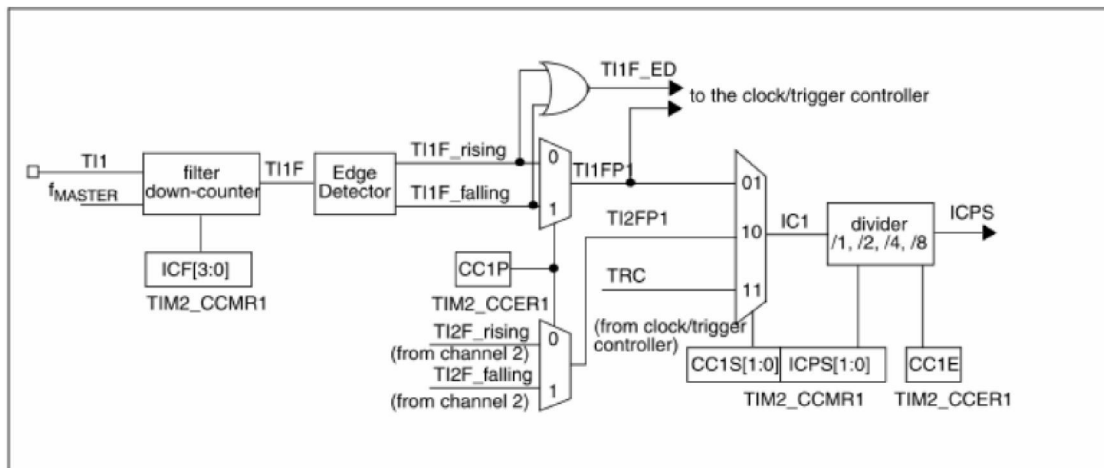 TI1F_ED
to the clock/trigger controller
TI1
fMASTER
filter
down-counter
TI1F
Edge
Detector
TI1F_rising
TI1F_falling
0
1
TI1FP1
01
10
11
TI2FP1
TRC
IC1
divider
/1, /2, /4, /8
ICPS
ICF[3:0]
TIM2_CCMR1
CC1P
TIM2_CCER1
TI2F_rising
(from channel 2)
TI2F_falling
(from channel 2)
0
1
(from clock/trigger
controller)
CC1S[1:0]
ICPS[1:0]
TIM2_CCMR1
CC1E
TIM2_CCER1